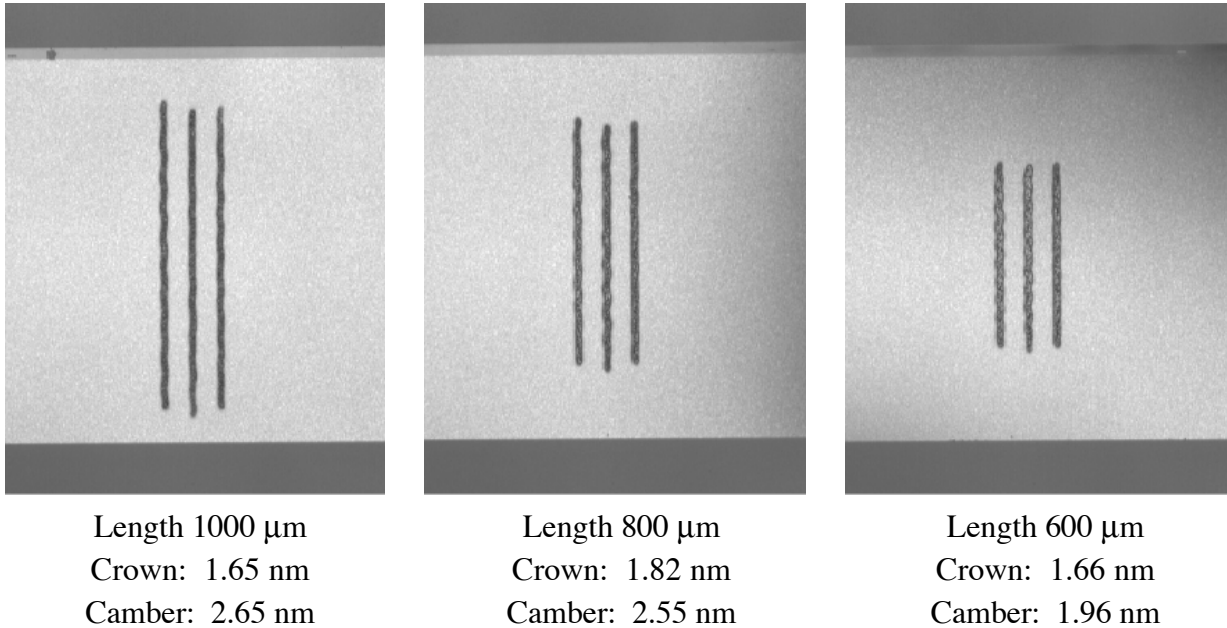 Length 1000 μm
Crown: 1.65 nm
Camber: 2.65 nm
Length 800 μm
Crown: 1.82 nm
Camber: 2.55 nm
Length 600 μm
Crown: 1.66 nm
Camber: 1.96 nm